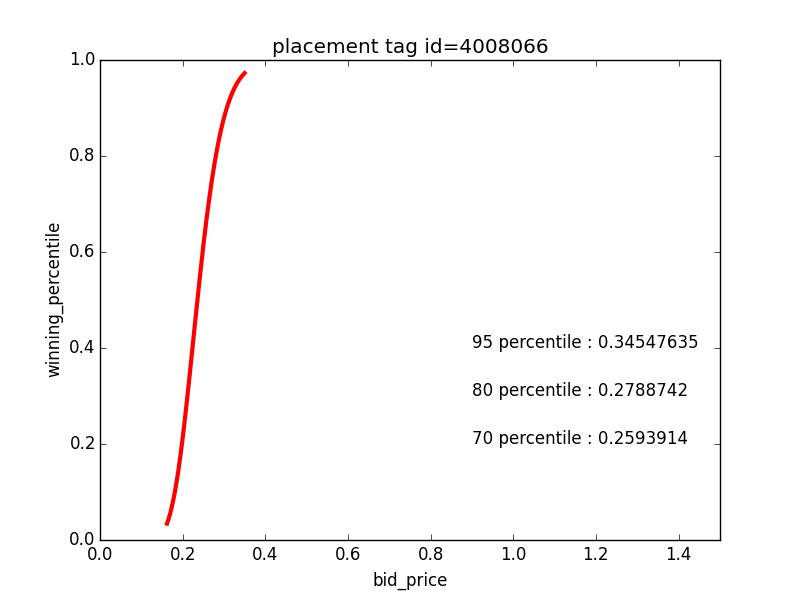 placement tag id=4008066
1.0
0.8
0.6
0.4
0.2
0.0
winning_percentile
95 percentile : 0.34547635
80 percentile : 0.2788742
70 percentile : 0.2593914
0.0 0.2 0.4 0.6 0.8 1.0 1.2 1.4
bid_price